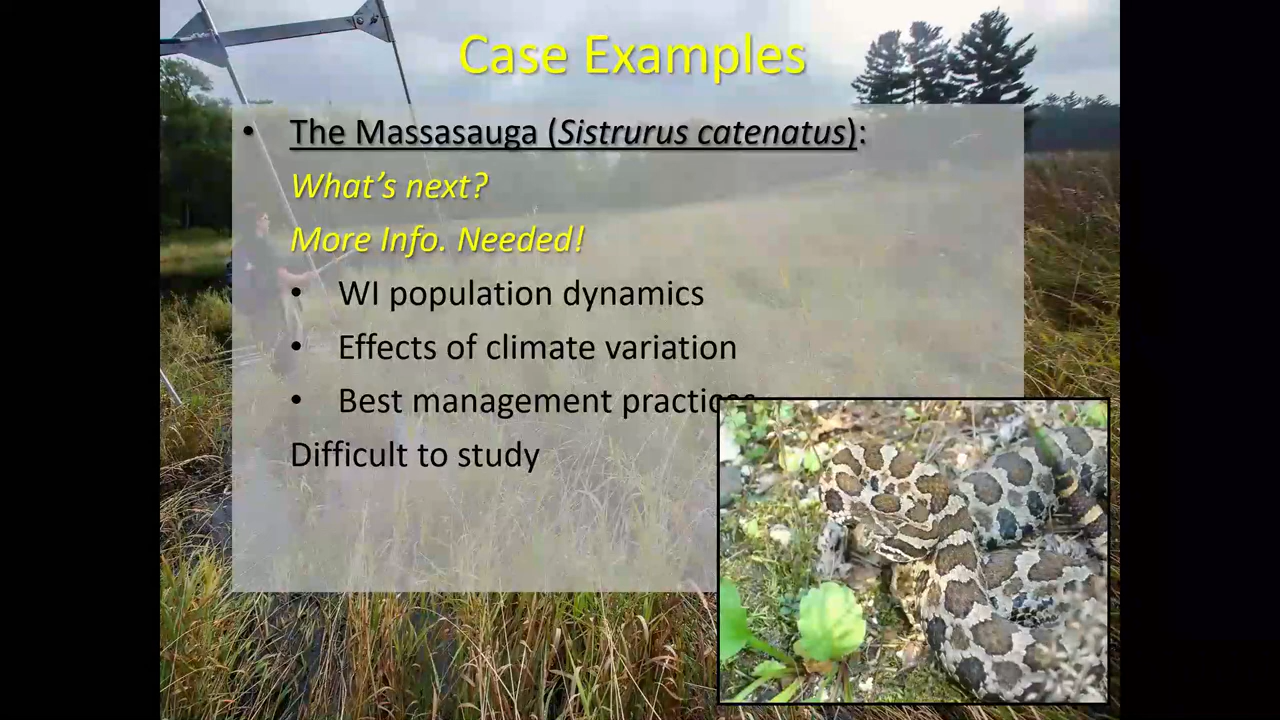 Case Examples
• The Massasauga (Sistrurus catenatus):
What's next?
More Info. Needed!
• WI population dynamics
• Effects of climate variation
• Best management practices
Difficult to study